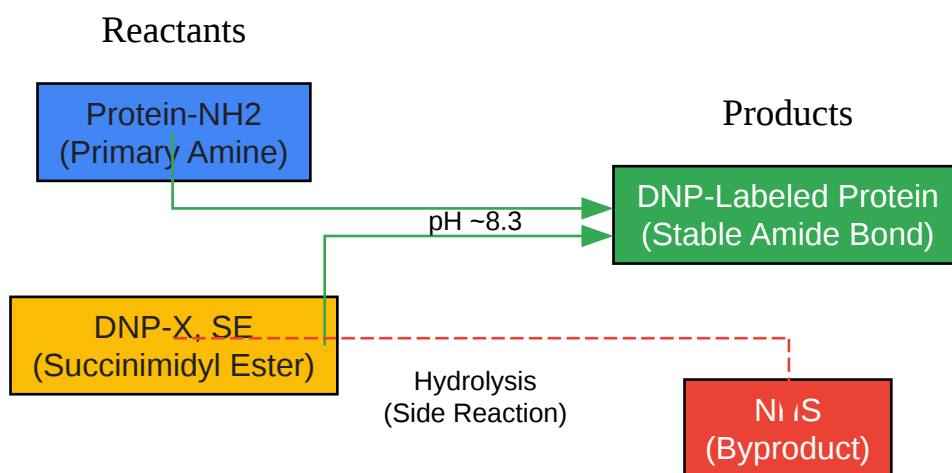 Reactants
Protein-NH2
(Primary Amine)
Products
DNP-Labeled Protein
(Stable Amide Bond)
pH ~8.3
DNP-X, SE
(Succinimidyl Ester)
Hydrolysis
(Side Reaction)
NHS
(Byproduct)